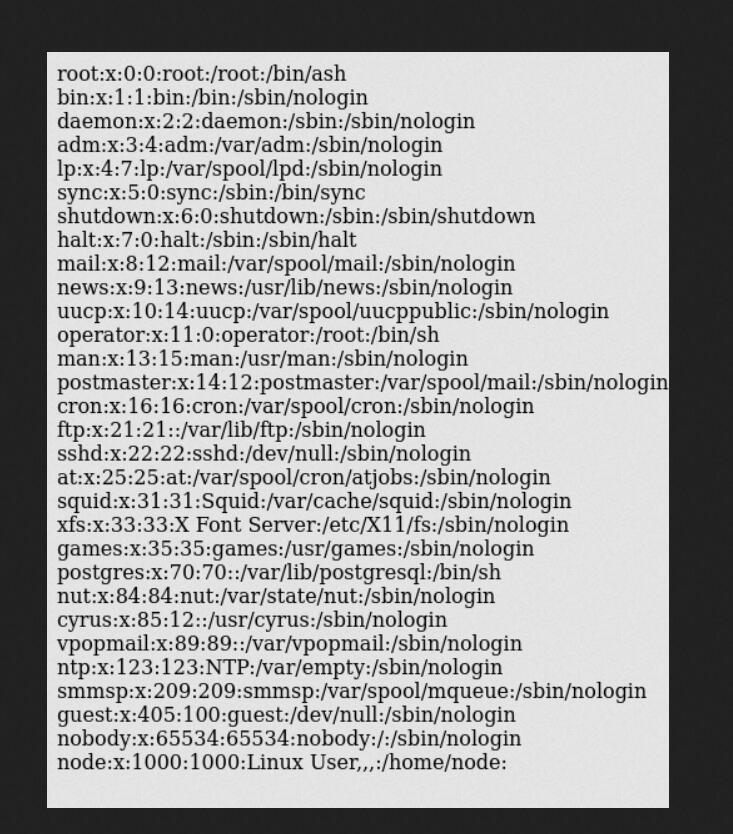 root:x:0:0:root:/root:/bin/ash
bin:x:1:1:bin:/bin:/sbin/nologin
daemon:x:2:2:daemon:/sbin:/sbin/nologin
adm:x:3:4:adm:/var/adm:/sbin/nologin
lp:x:4:7:lp:/var/spool/lpd:/sbin/nologin
sync:x:5:0:sync:/sbin:/bin/sync
shutdown:x:6:0:shutdown:/sbin:/sbin/shutdown
halt:x:7:0:halt:/sbin:/sbin/halt
mail:x:8:12:mail:/var/spool/mail:/sbin/nologin
news:x:9:13:news:/usr/lib/news:/sbin/nologin
uucp:x:10:14:uucp:/var/spool/uucppublic:/sbin/nologin
operator:x:11:0:operator:/root:/bin/sh
man:x:13:15:man:/usr/man:/sbin/nologin
postmaster:x:14:12:postmaster:/var/spool/mail:/sbin/nologin
cron:x:16:16:cron:/var/spool/cron:/sbin/nologin
ftp:x:21:21::/var/lib/ftp:/sbin/nologin
sshd:x:22:22:sshd:/dev/null:/sbin/nologin
at:x:25:25:at:/var/spool/cron/atjobs:/sbin/nologin
squid:x:31:31:Squid:/var/cache/squid:/sbin/nologin
xfs:x:33:33:X Font Server:/etc/X11/fs:/sbin/nologin
games:x:35:35:games:/usr/games:/sbin/nologin
postgres:x:70:70::/var/lib/postgresql:/bin/sh
nut:x:84:84:nut:/var/state/nut:/sbin/nologin
cyrus:x:85:12::/usr/cyrus:/sbin/nologin
vpopmail:x:89:89::/var/vpopmail:/sbin/nologin
ntp:x:123:123:NTP:/var/empty:/sbin/nologin
smmsp:x:209:209:smmsp:/var/spool/mqueue:/sbin/nologin
guest:x:405:100:guest:/dev/null:/sbin/nologin
nobody:x:65534:65534:nobody:/:/sbin/nologin
node:x:1000:1000:Linux User,,,:/home/node: